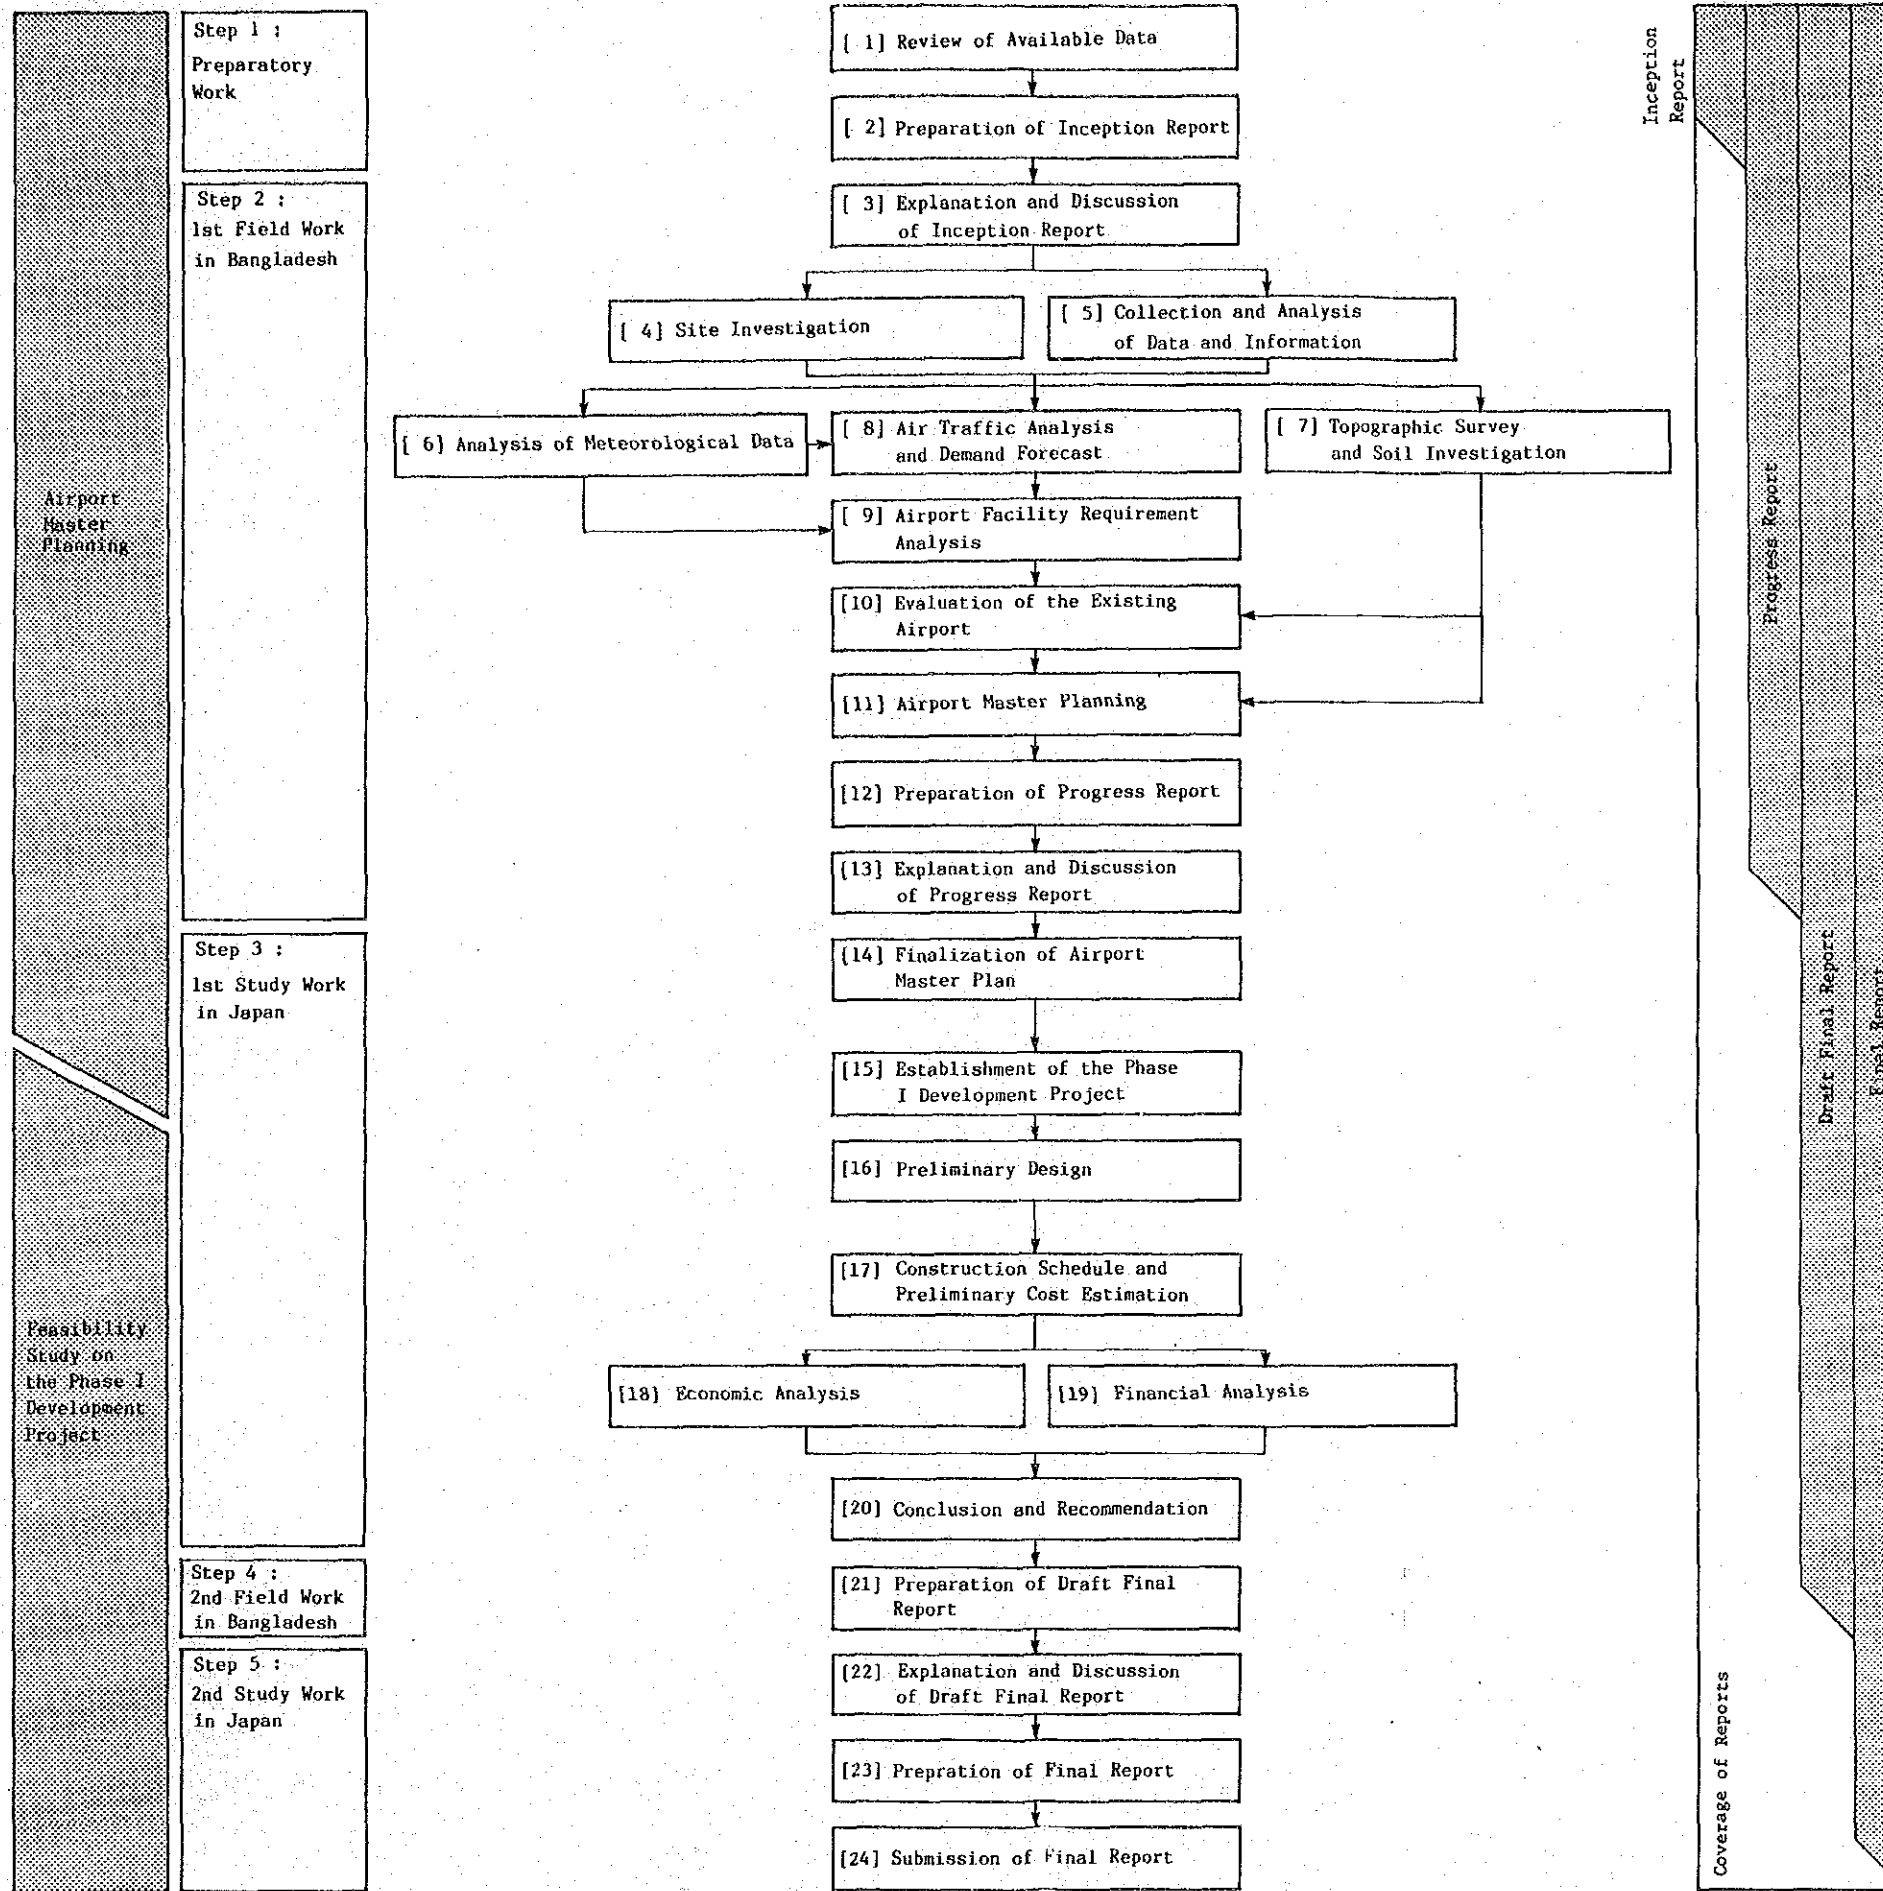 Airport
Master
Planning
Feasibility
Study on
the Phase I
Development
Project
Step 1 :
Preparatory
Work
Step 2 :
1st Field Work
in Bangladesh
Step 3 :
1st Study Work
in Japan
Step 4 :
2nd Field Work
in Bangladesh
Step 5 :
2nd Study Work
in Japan
[ 1] Review of Available Data
[ 2] Preparation of Inception Report
[ 3] Explanation and Discussion
of Inception Report
[ 4] Site Investigation
[ 5] Collection and Analysis
of Data and Information
[ 6] Analysis of Meteorological Data
[ 8] Air Traffic Analysis
and Demand Forecast
[ 7] Topographic Survey
and Soil Investigation
[ 9] Airport Facility Requirement
Analysis
[10] Evaluation of the Existing
Airport
[11] Airport Master Planning
[12] Preparation of Progress Report
[13] Explanation and Discussion
of Progress Report
[14] Finalization of Airport
Master Plan
[15] Establishment of the Phase
I Development Project
[16] Preliminary Design
[17] Construction Schedule and
Preliminary Cost Estimation
[18] Economic Analysis
[19] Financial Analysis
[20] Conclusion and Recommendation
[21] Preparation of Draft Final
Report
[22] Explanation and Discussion
of Draft Final Report
[23] Prepration of Final Report
[24] Submission of Final Report
Inception
Report
Progress Report
Draft Final Report
Final Report
Coverage of Reports